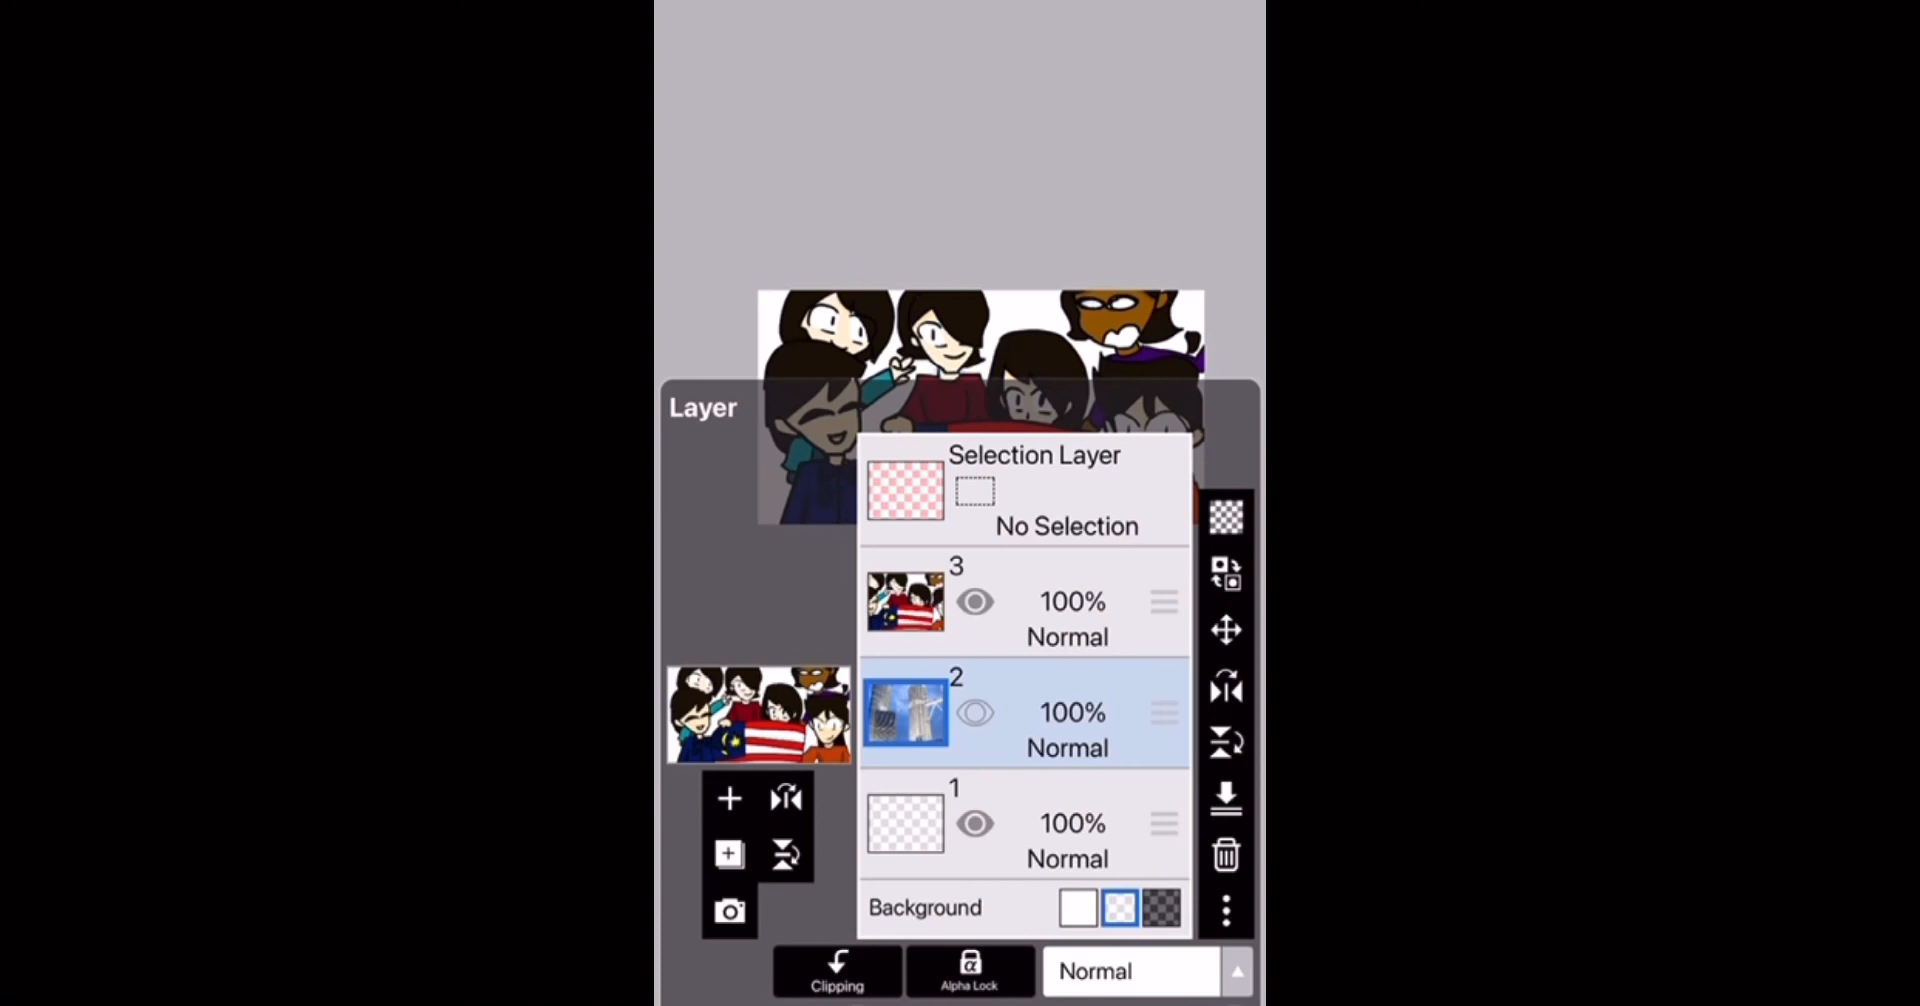 Layer
Selection Layer
No Selection
3
100%
Normal
2
100%
Normal
1
100%
Normal
Background
Clipping
α
Alpha Lock
Normal